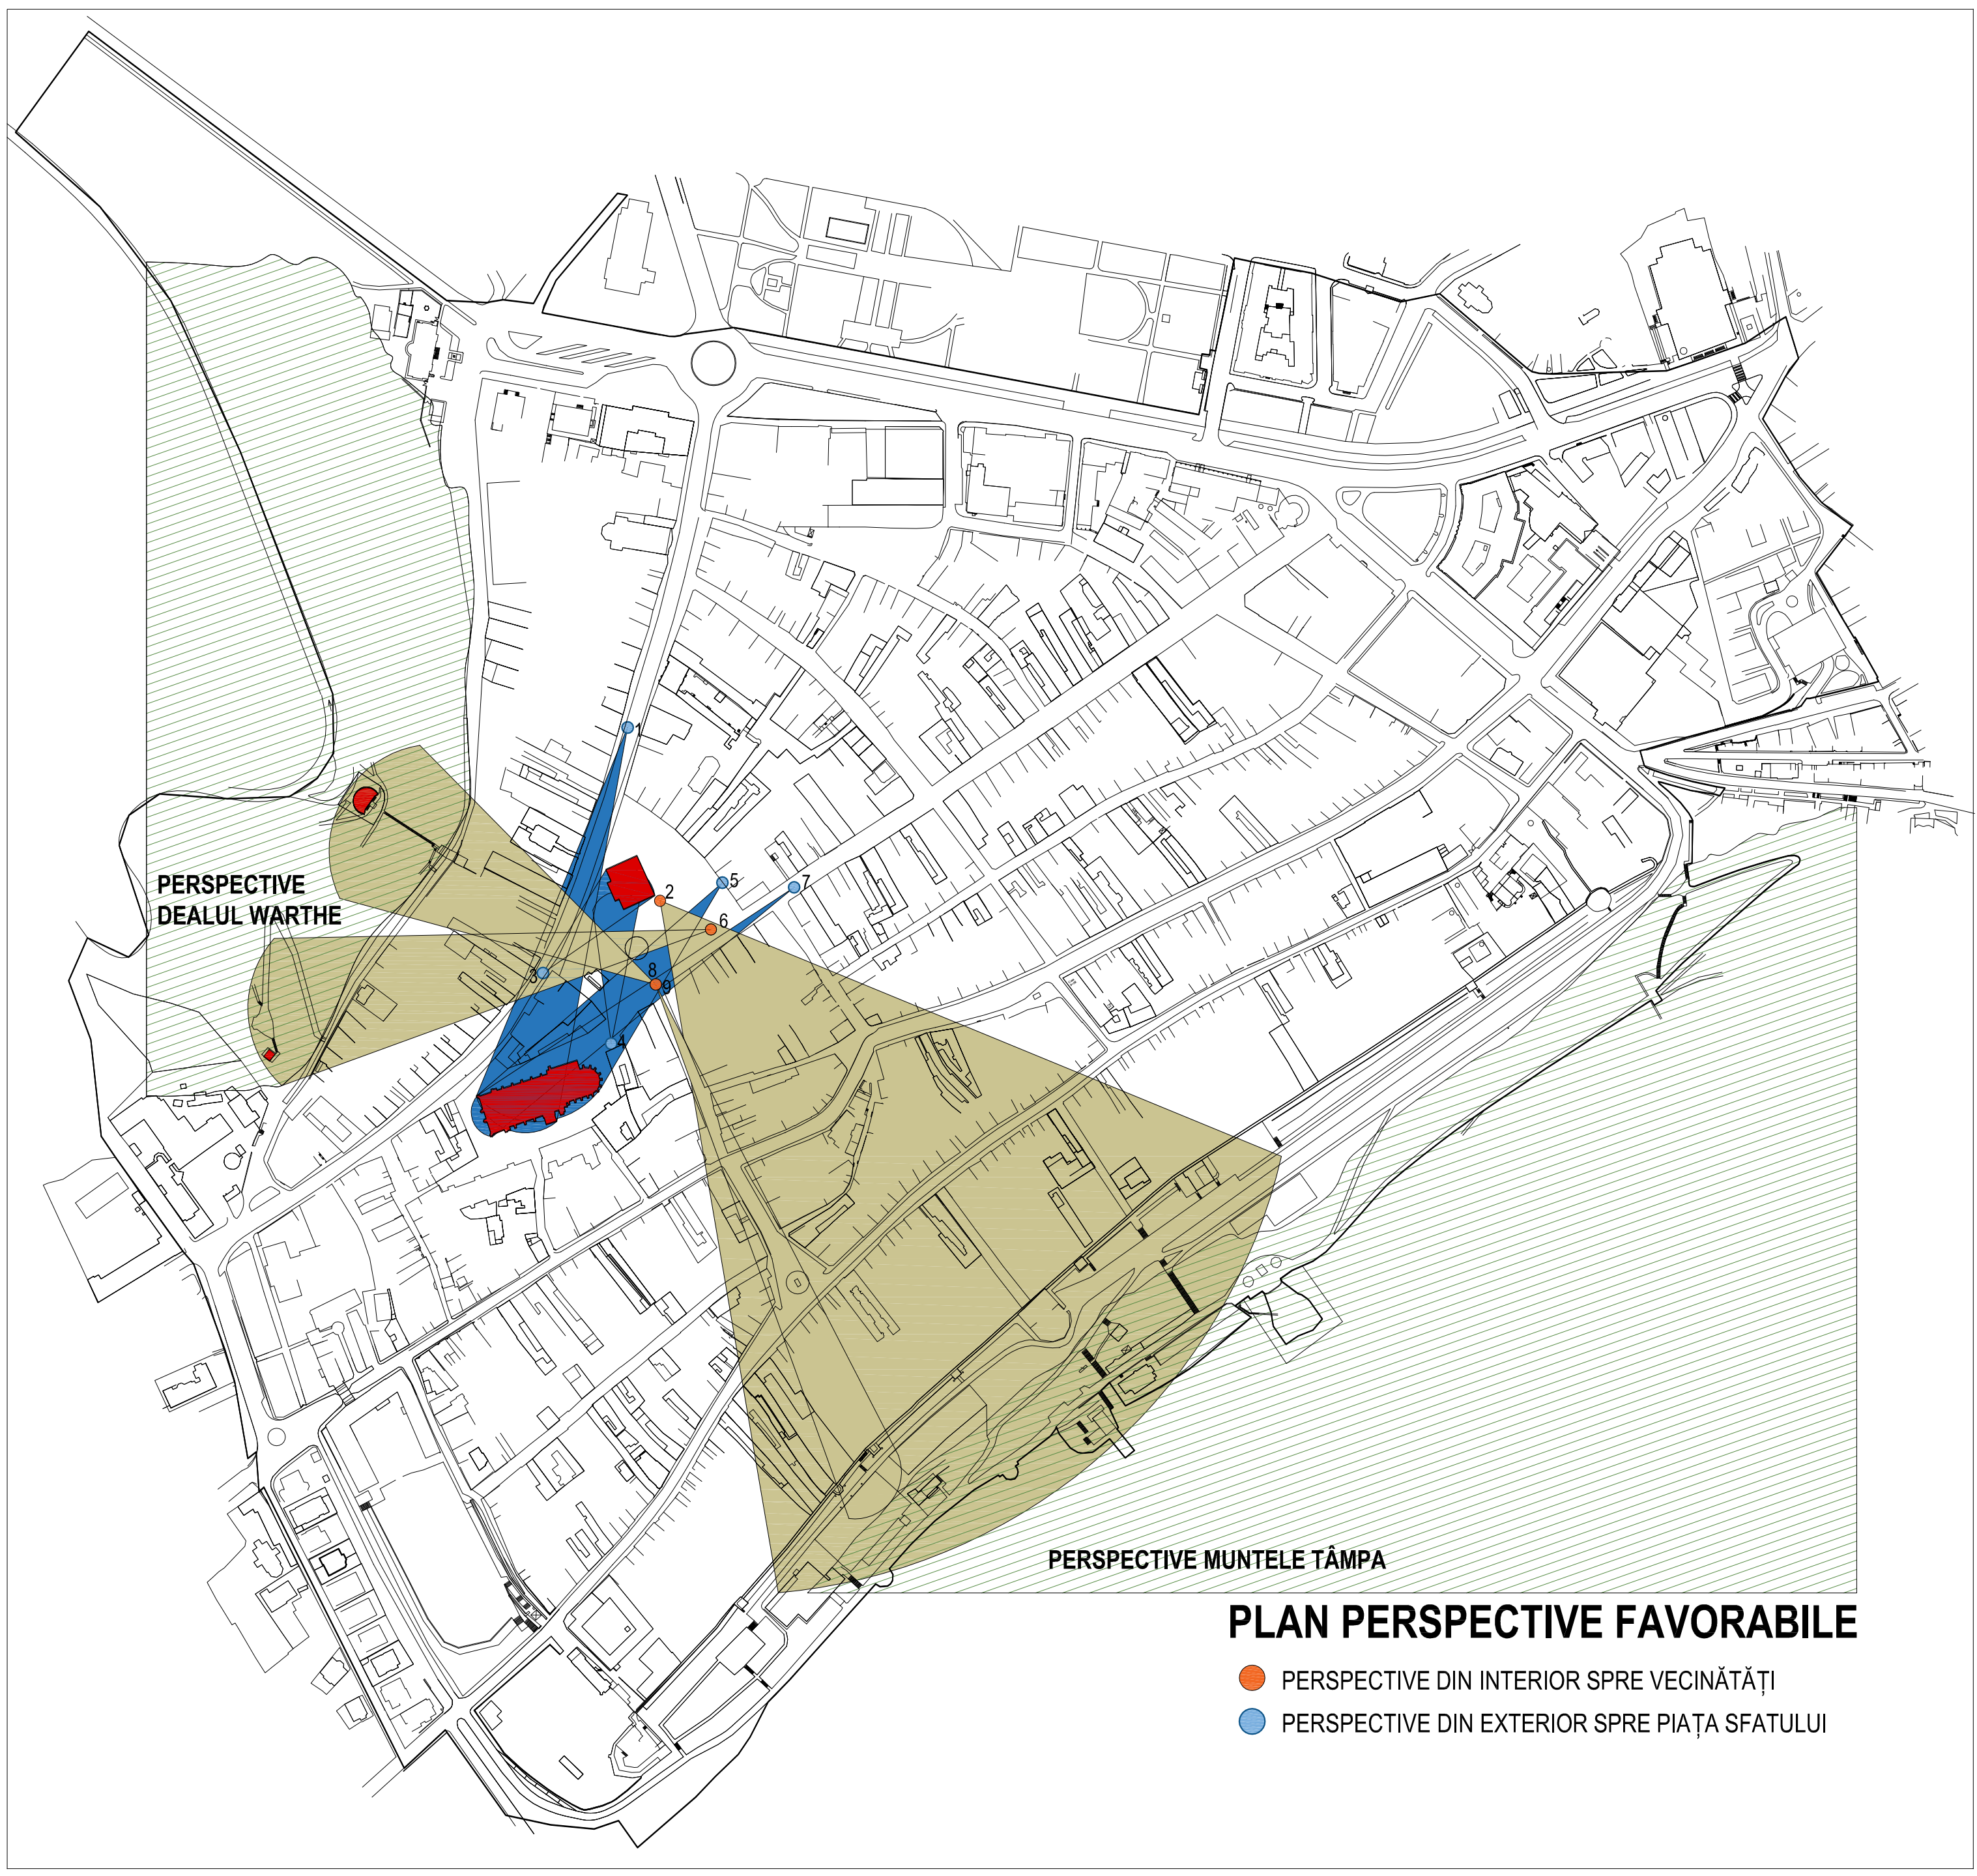 1
2
5
7
PERSPECTIVE
DEALUL WARTHE
6
3
8
9
4
PERSPECTIVE MUNTELE TÂMPA
PLAN PERSPECTIVE FAVORABILE
PERSPECTIVE DIN INTERIOR SPRE VECINĂTĂȚI
PERSPECTIVE DIN EXTERIOR SPRE PIAȚA SFATULUI